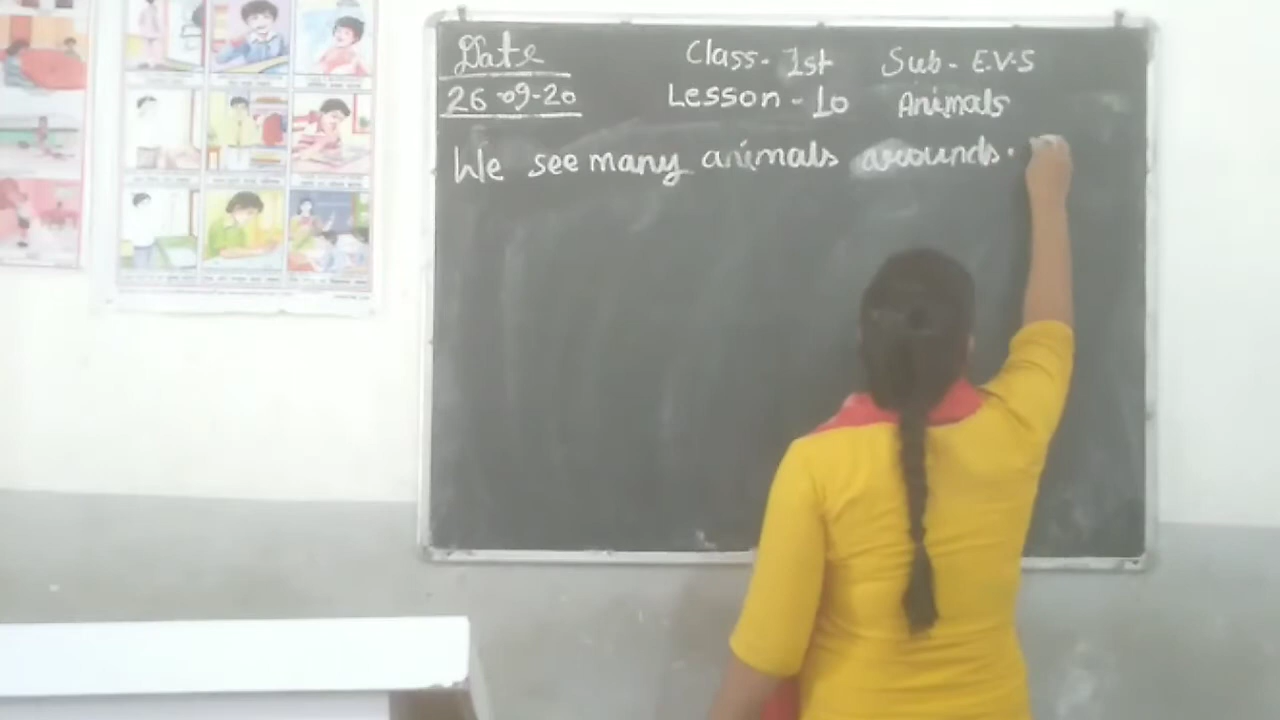 Date Class- 1st Sub- E.V.S
26-09-20 Lesson - 10 Animals
We see many animals arounds.